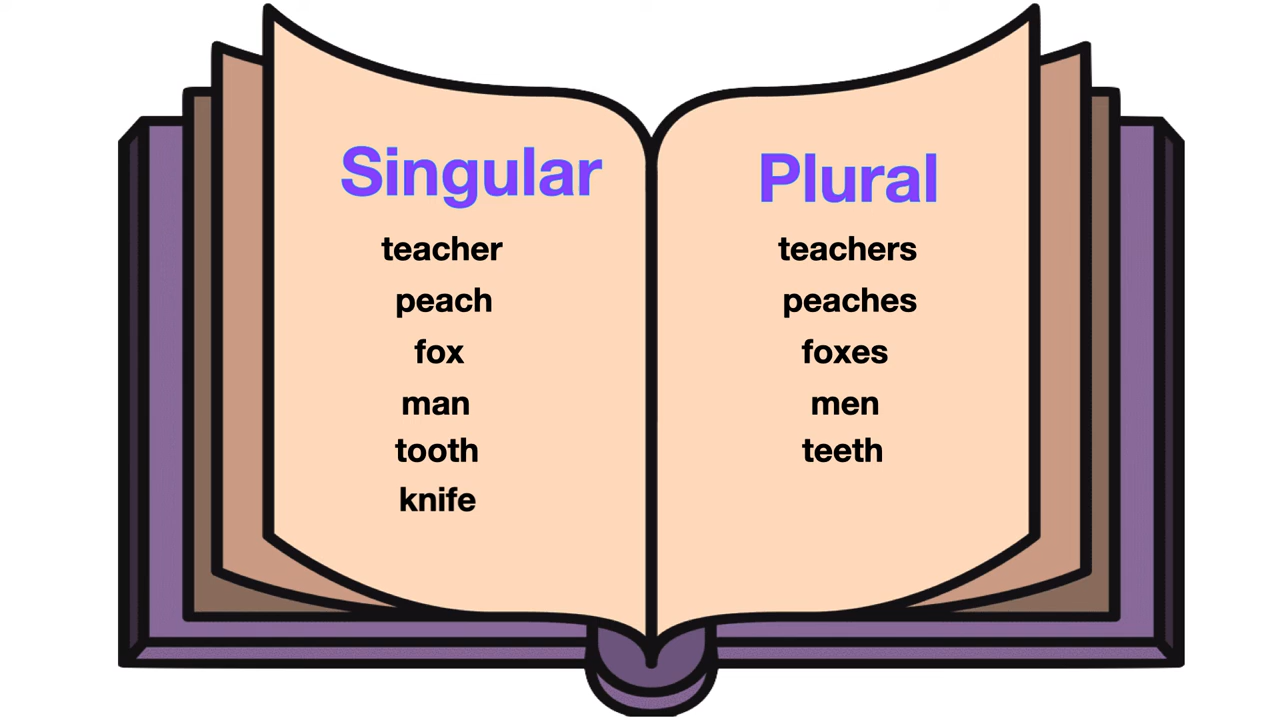 Singular
teacher
peach
fox
man
tooth
knife
Plural
teachers
peaches
foxes
men
teeth